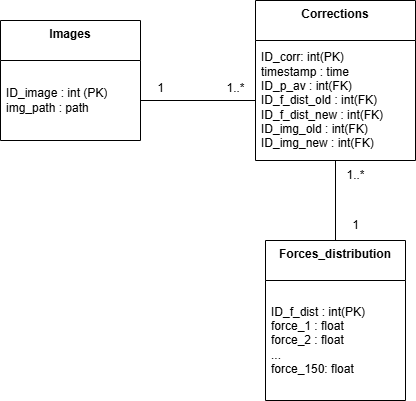 Images
ID_image : int (PK)
img_path : path
1
1..*
Corrections
ID_corr: int(PK)
timestamp : time
ID_p_av : int(FK)
ID_f_dist_old : int(FK)
ID_f_dist_new : int(FK)
ID_img_old : int(FK)
ID_img_new : int(FK)
1..*
1
Forces_distribution
ID_f_dist : int(PK)
force_1 : float
force_2 : float
...
force_150: float